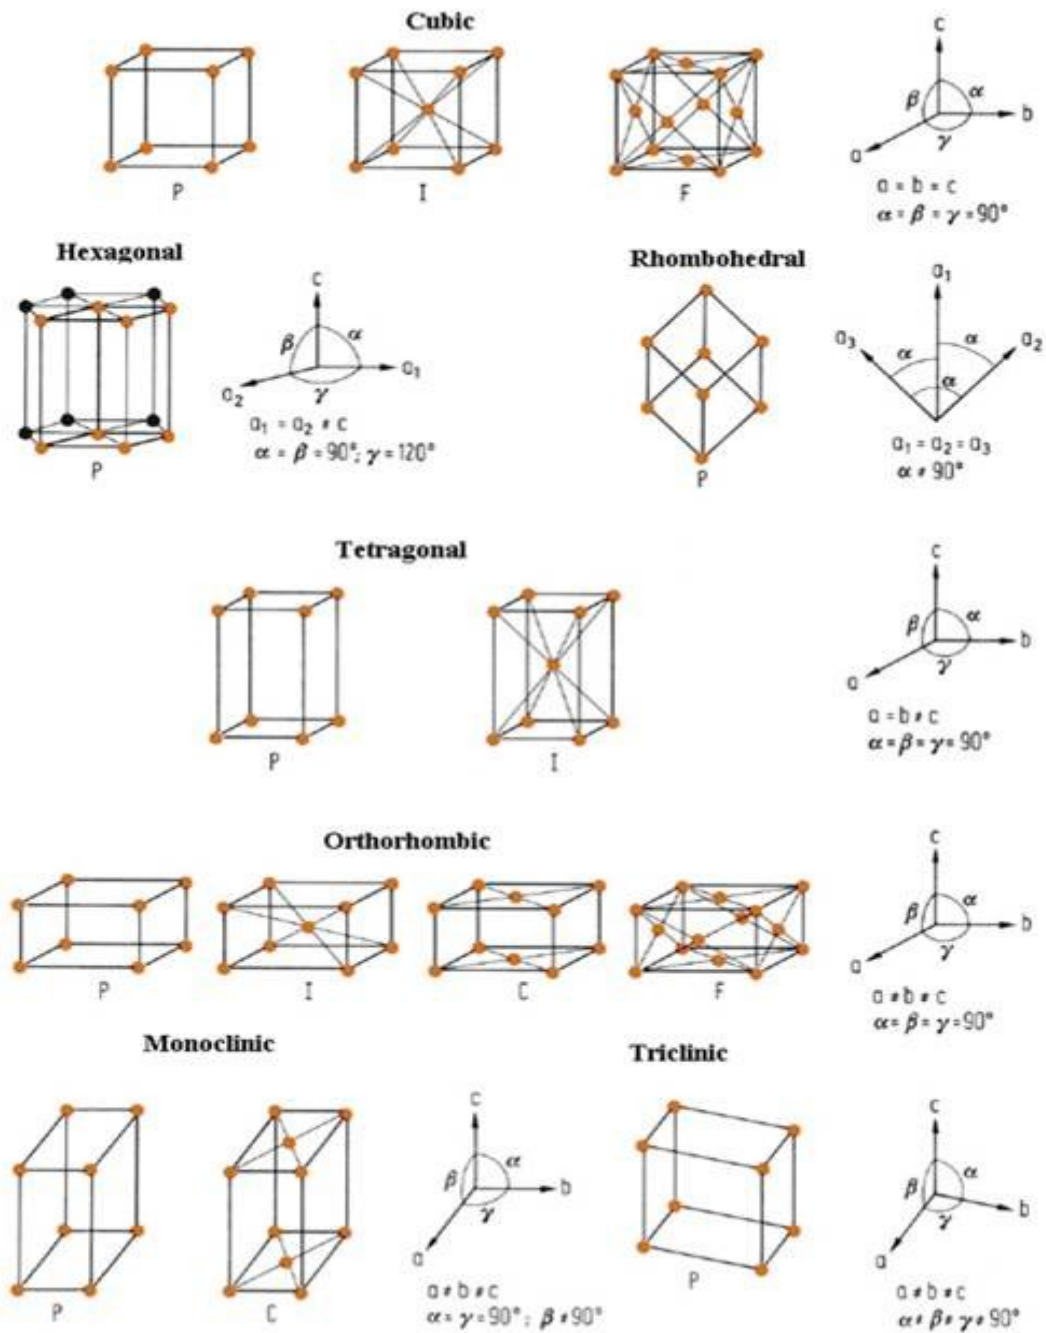 Cubic
P
I
F
c
β
α
b
a
γ
a = b = c
α = β = γ = 90°
Hexagonal
c
β
α
a₁
a₂
γ
a₁ = a₂ ≠ c
α = β = 90°; γ = 120°
P
Rhombohedral
a₁
a₃
a₂
α
α
α
a₁ = a₂ = a₃
α ≠ 90°
P
Tetragonal
P
I
c
β
α
b
a
γ
a = b ≠ c
α = β = γ = 90°
Orthorhombic
P
I
C
F
c
β
α
b
a
γ
a ≠ b ≠ c
α = β = γ = 90°
Monoclinic
P
C
c
β
α
b
γ
a
a ≠ b ≠ c
α = γ = 90°; β ≠ 90°
Triclinic
P
c
β
α
b
γ
a
a ≠ b ≠ c
α ≠ β ≠ γ ≠ 90°